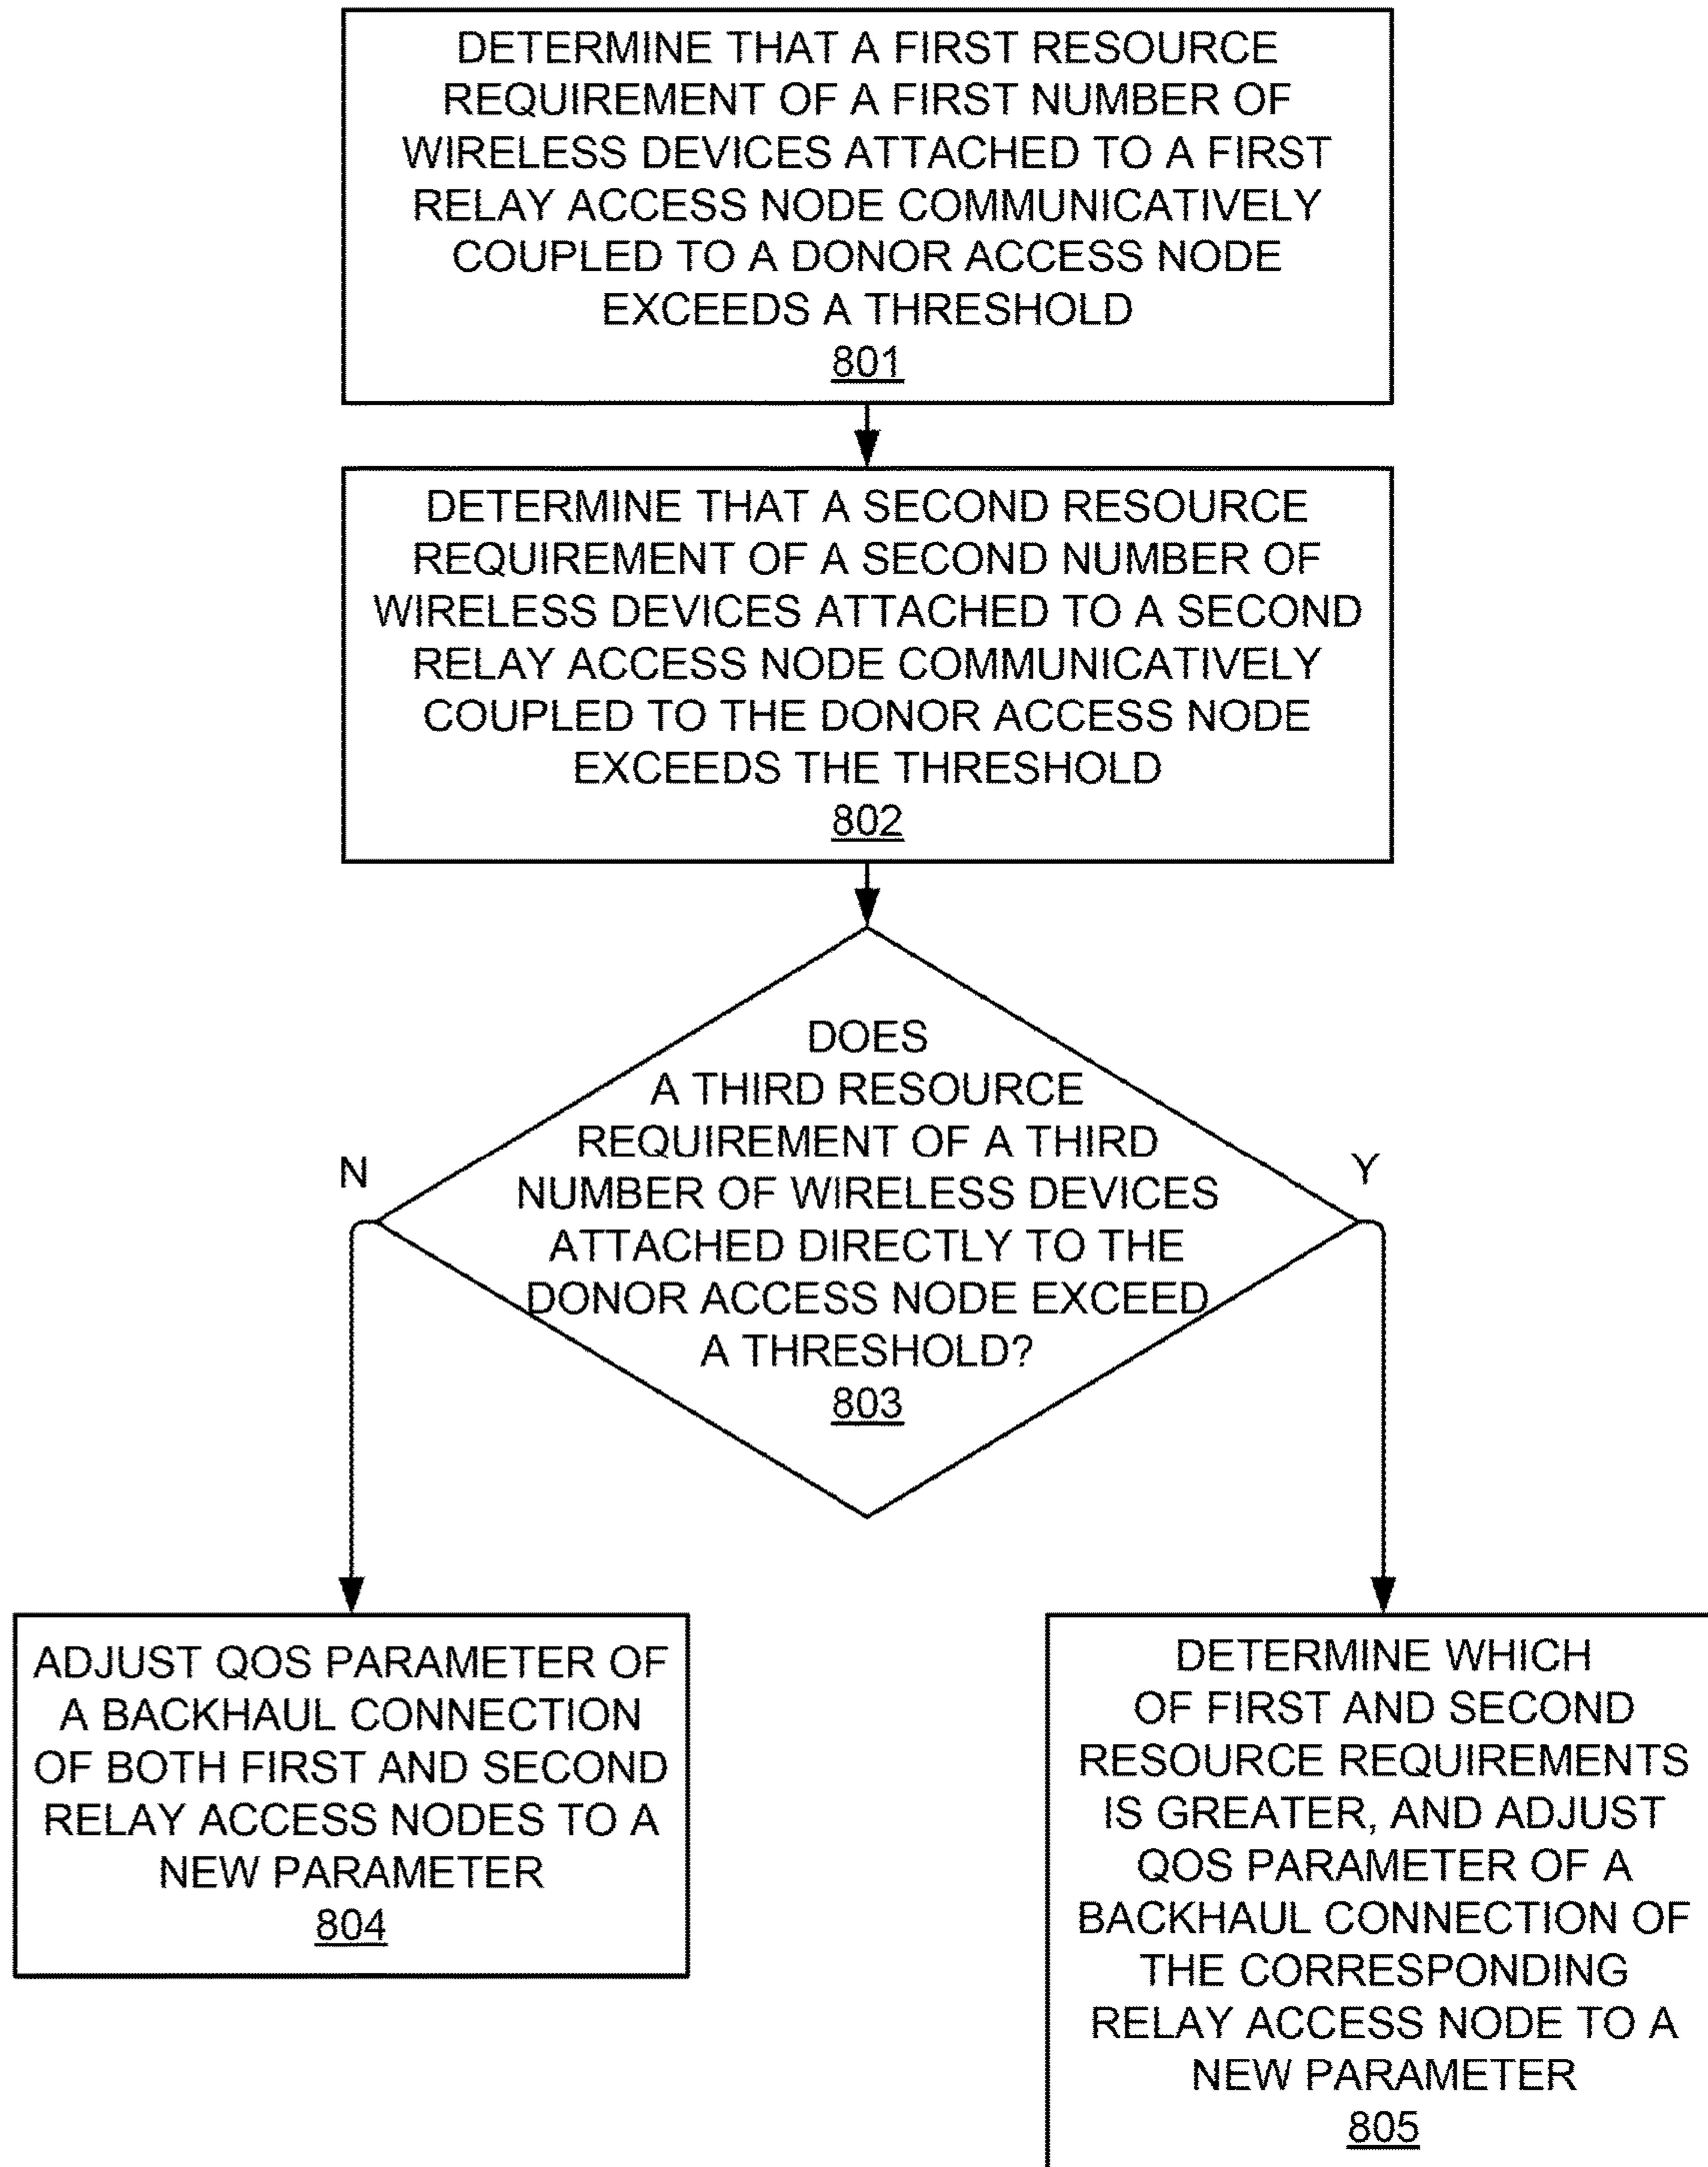 DETERMINE THAT A FIRST RESOURCE
REQUIREMENT OF A FIRST NUMBER OF
WIRELESS DEVICES ATTACHED TO A FIRST
RELAY ACCESS NODE COMMUNICATIVELY
COUPLED TO A DONOR ACCESS NODE
EXCEEDS A THRESHOLD
801
DETERMINE THAT A SECOND RESOURCE
REQUIREMENT OF A SECOND NUMBER OF
WIRELESS DEVICES ATTACHED TO A SECOND
RELAY ACCESS NODE COMMUNICATIVELY
COUPLED TO THE DONOR ACCESS NODE
EXCEEDS THE THRESHOLD
802
DOES
A THIRD RESOURCE
REQUIREMENT OF A THIRD
NUMBER OF WIRELESS DEVICES
ATTACHED DIRECTLY TO THE
DONOR ACCESS NODE EXCEED
A THRESHOLD?
803
N
Y
ADJUST QOS PARAMETER OF
A BACKHAUL CONNECTION
OF BOTH FIRST AND SECOND
RELAY ACCESS NODES TO A
NEW PARAMETER
804
DETERMINE WHICH
OF FIRST AND SECOND
RESOURCE REQUIREMENTS
IS GREATER, AND ADJUST
QOS PARAMETER OF A
BACKHAUL CONNECTION OF
THE CORRESPONDING
RELAY ACCESS NODE TO A
NEW PARAMETER
805